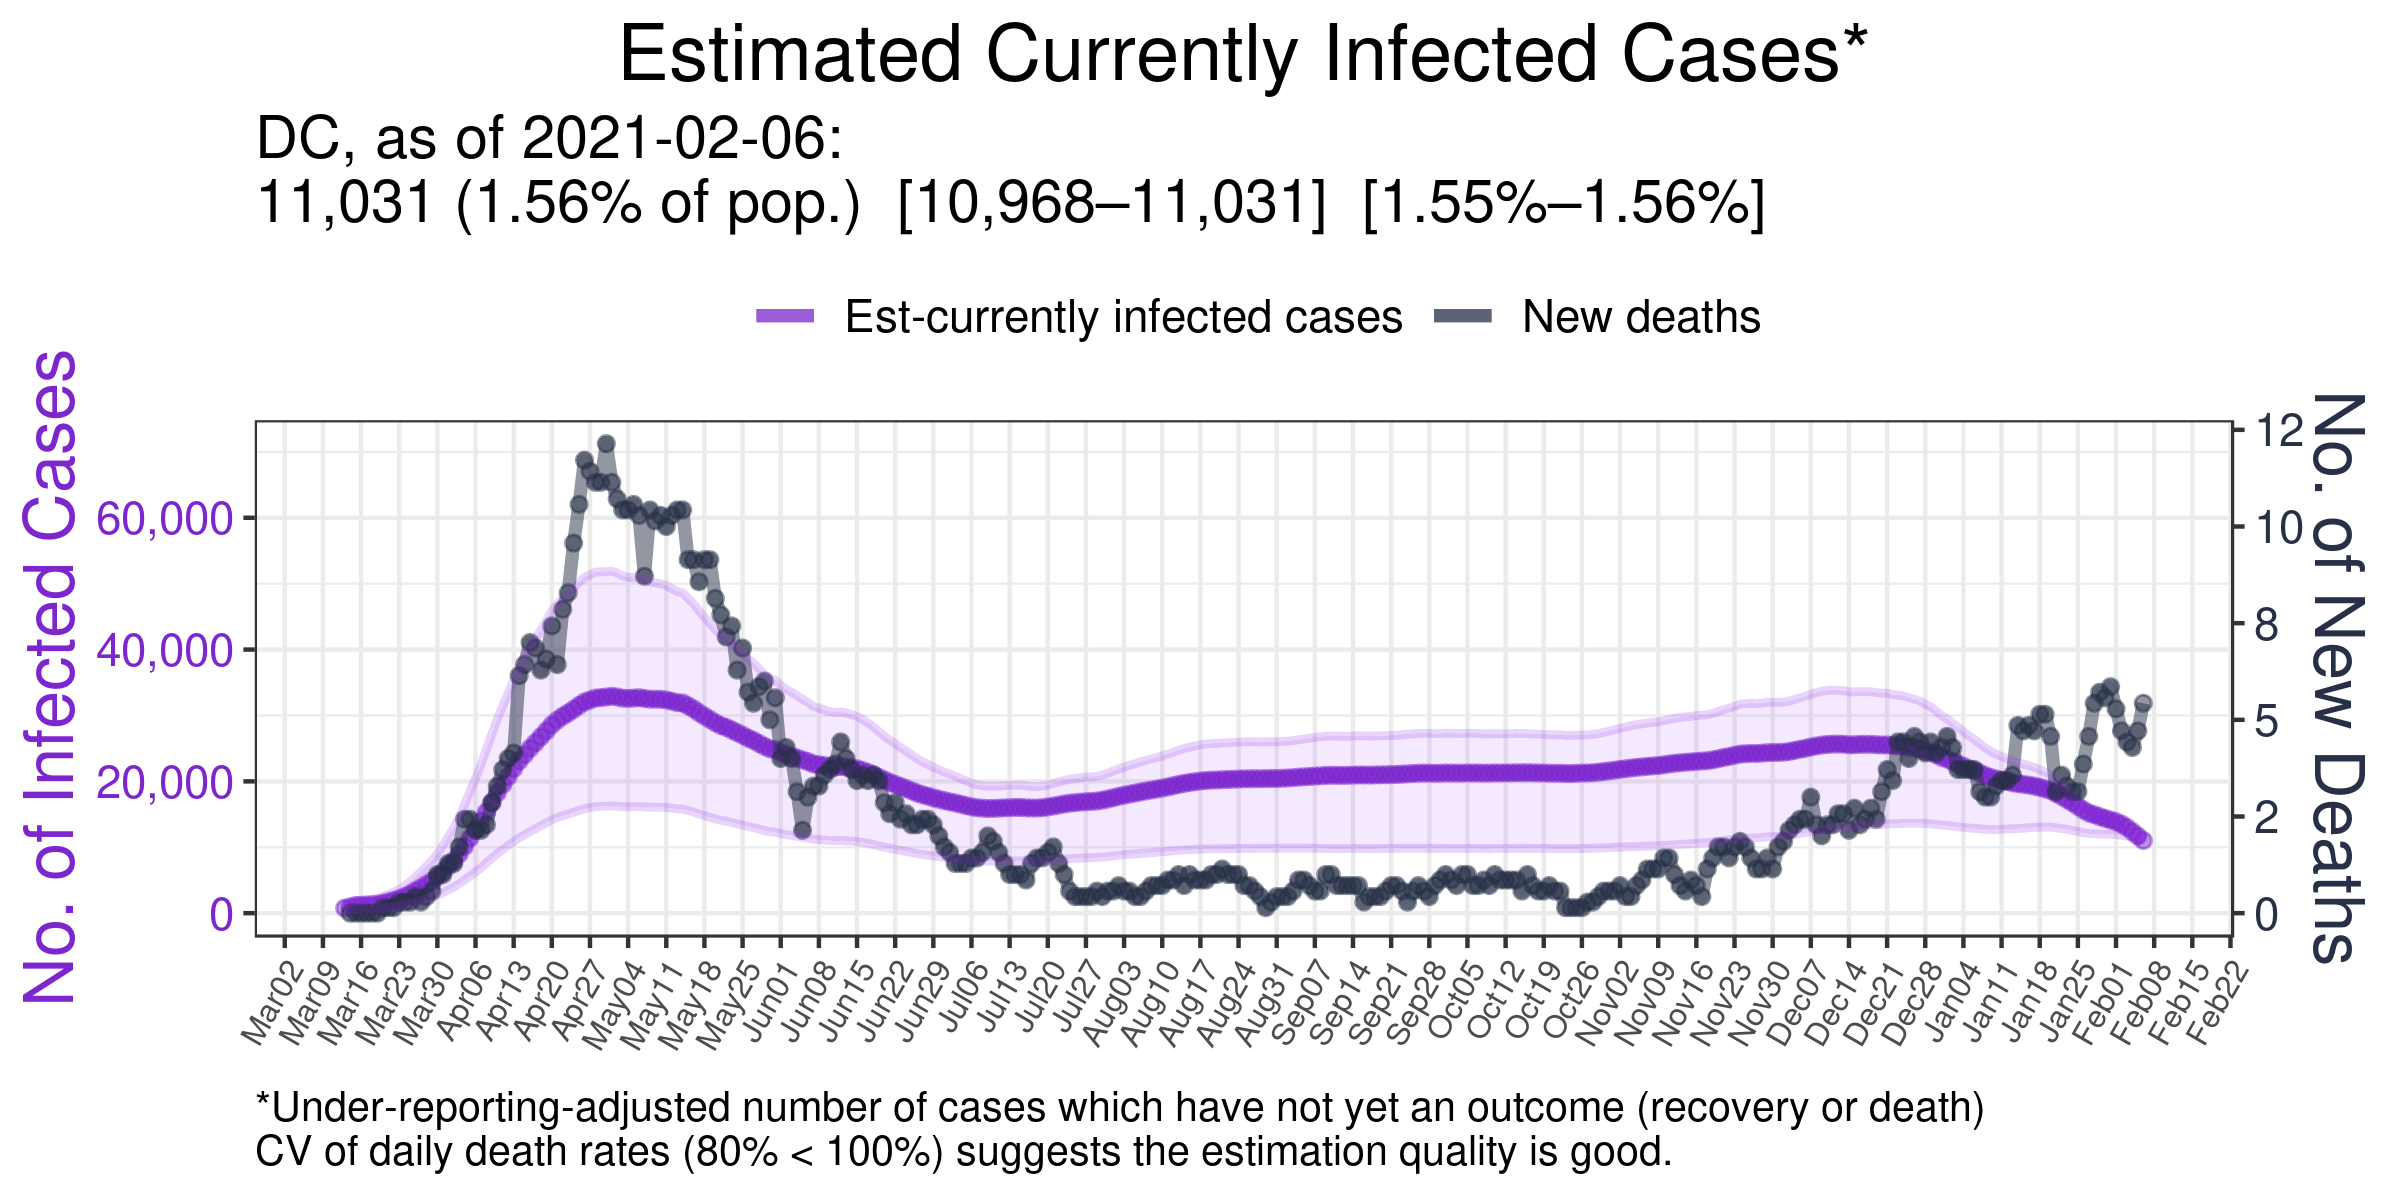 Estimated Currently Infected Cases*
DC, as of 2021-02-06:
11,031 (1.56% of pop.) [10,968–11,031] [1.55%–1.56%]
Est-currently infected cases New deaths
No. of Infected Cases
60,000
40,000
20,000
0
12
10
8
5
2
0
No. of New Deaths
Mar02 Mar09 Mar16 Mar23 Mar30 Apr06 Apr13 Apr20 Apr27 May04 May11 May18 May25 Jun01 Jun08 Jun15 Jun22 Jun29 Jul06 Jul13 Jul20 Jul27 Aug03 Aug10 Aug17 Aug24 Aug31 Sep07 Sep14 Sep21 Sep28 Oct05 Oct12 Oct19 Oct26 Nov02 Nov09 Nov16 Nov23 Nov30 Dec07 Dec14 Dec21 Dec28 Jan04 Jan11 Jan18 Jan25 Feb01 Feb08 Feb15 Feb22
*Under-reporting-adjusted number of cases which have not yet an outcome (recovery or death)
CV of daily death rates (80% < 100%) suggests the estimation quality is good.